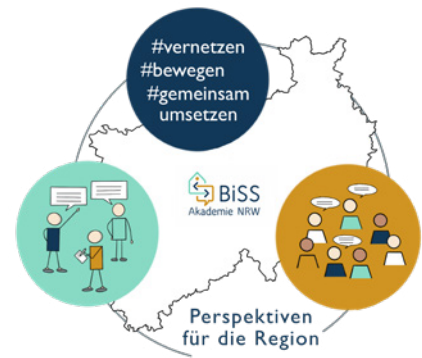 #vernetzen
#bewegen
#gemeinsam
umsetzen
BiSS
Akademie NRW
Perspektiven
für die Region